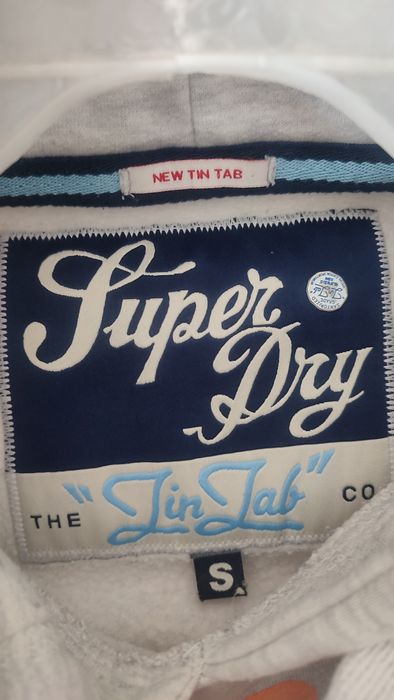 NEW TIN TAB
Super
Dry
THE "Tin Tab" CO
S